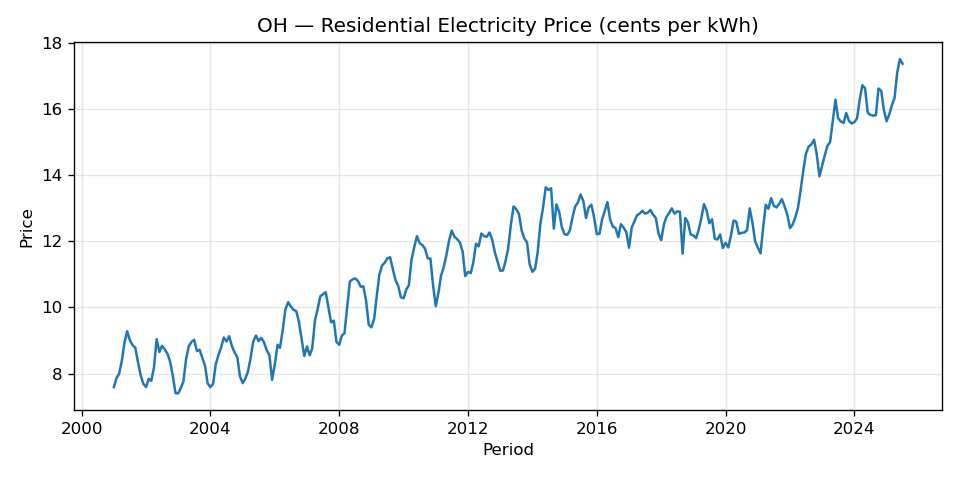 OH — Residential Electricity Price (cents per kWh)
18
16
14
12
10
8
Price
2000 2004 2008 2012 2016 2020 2024
Period